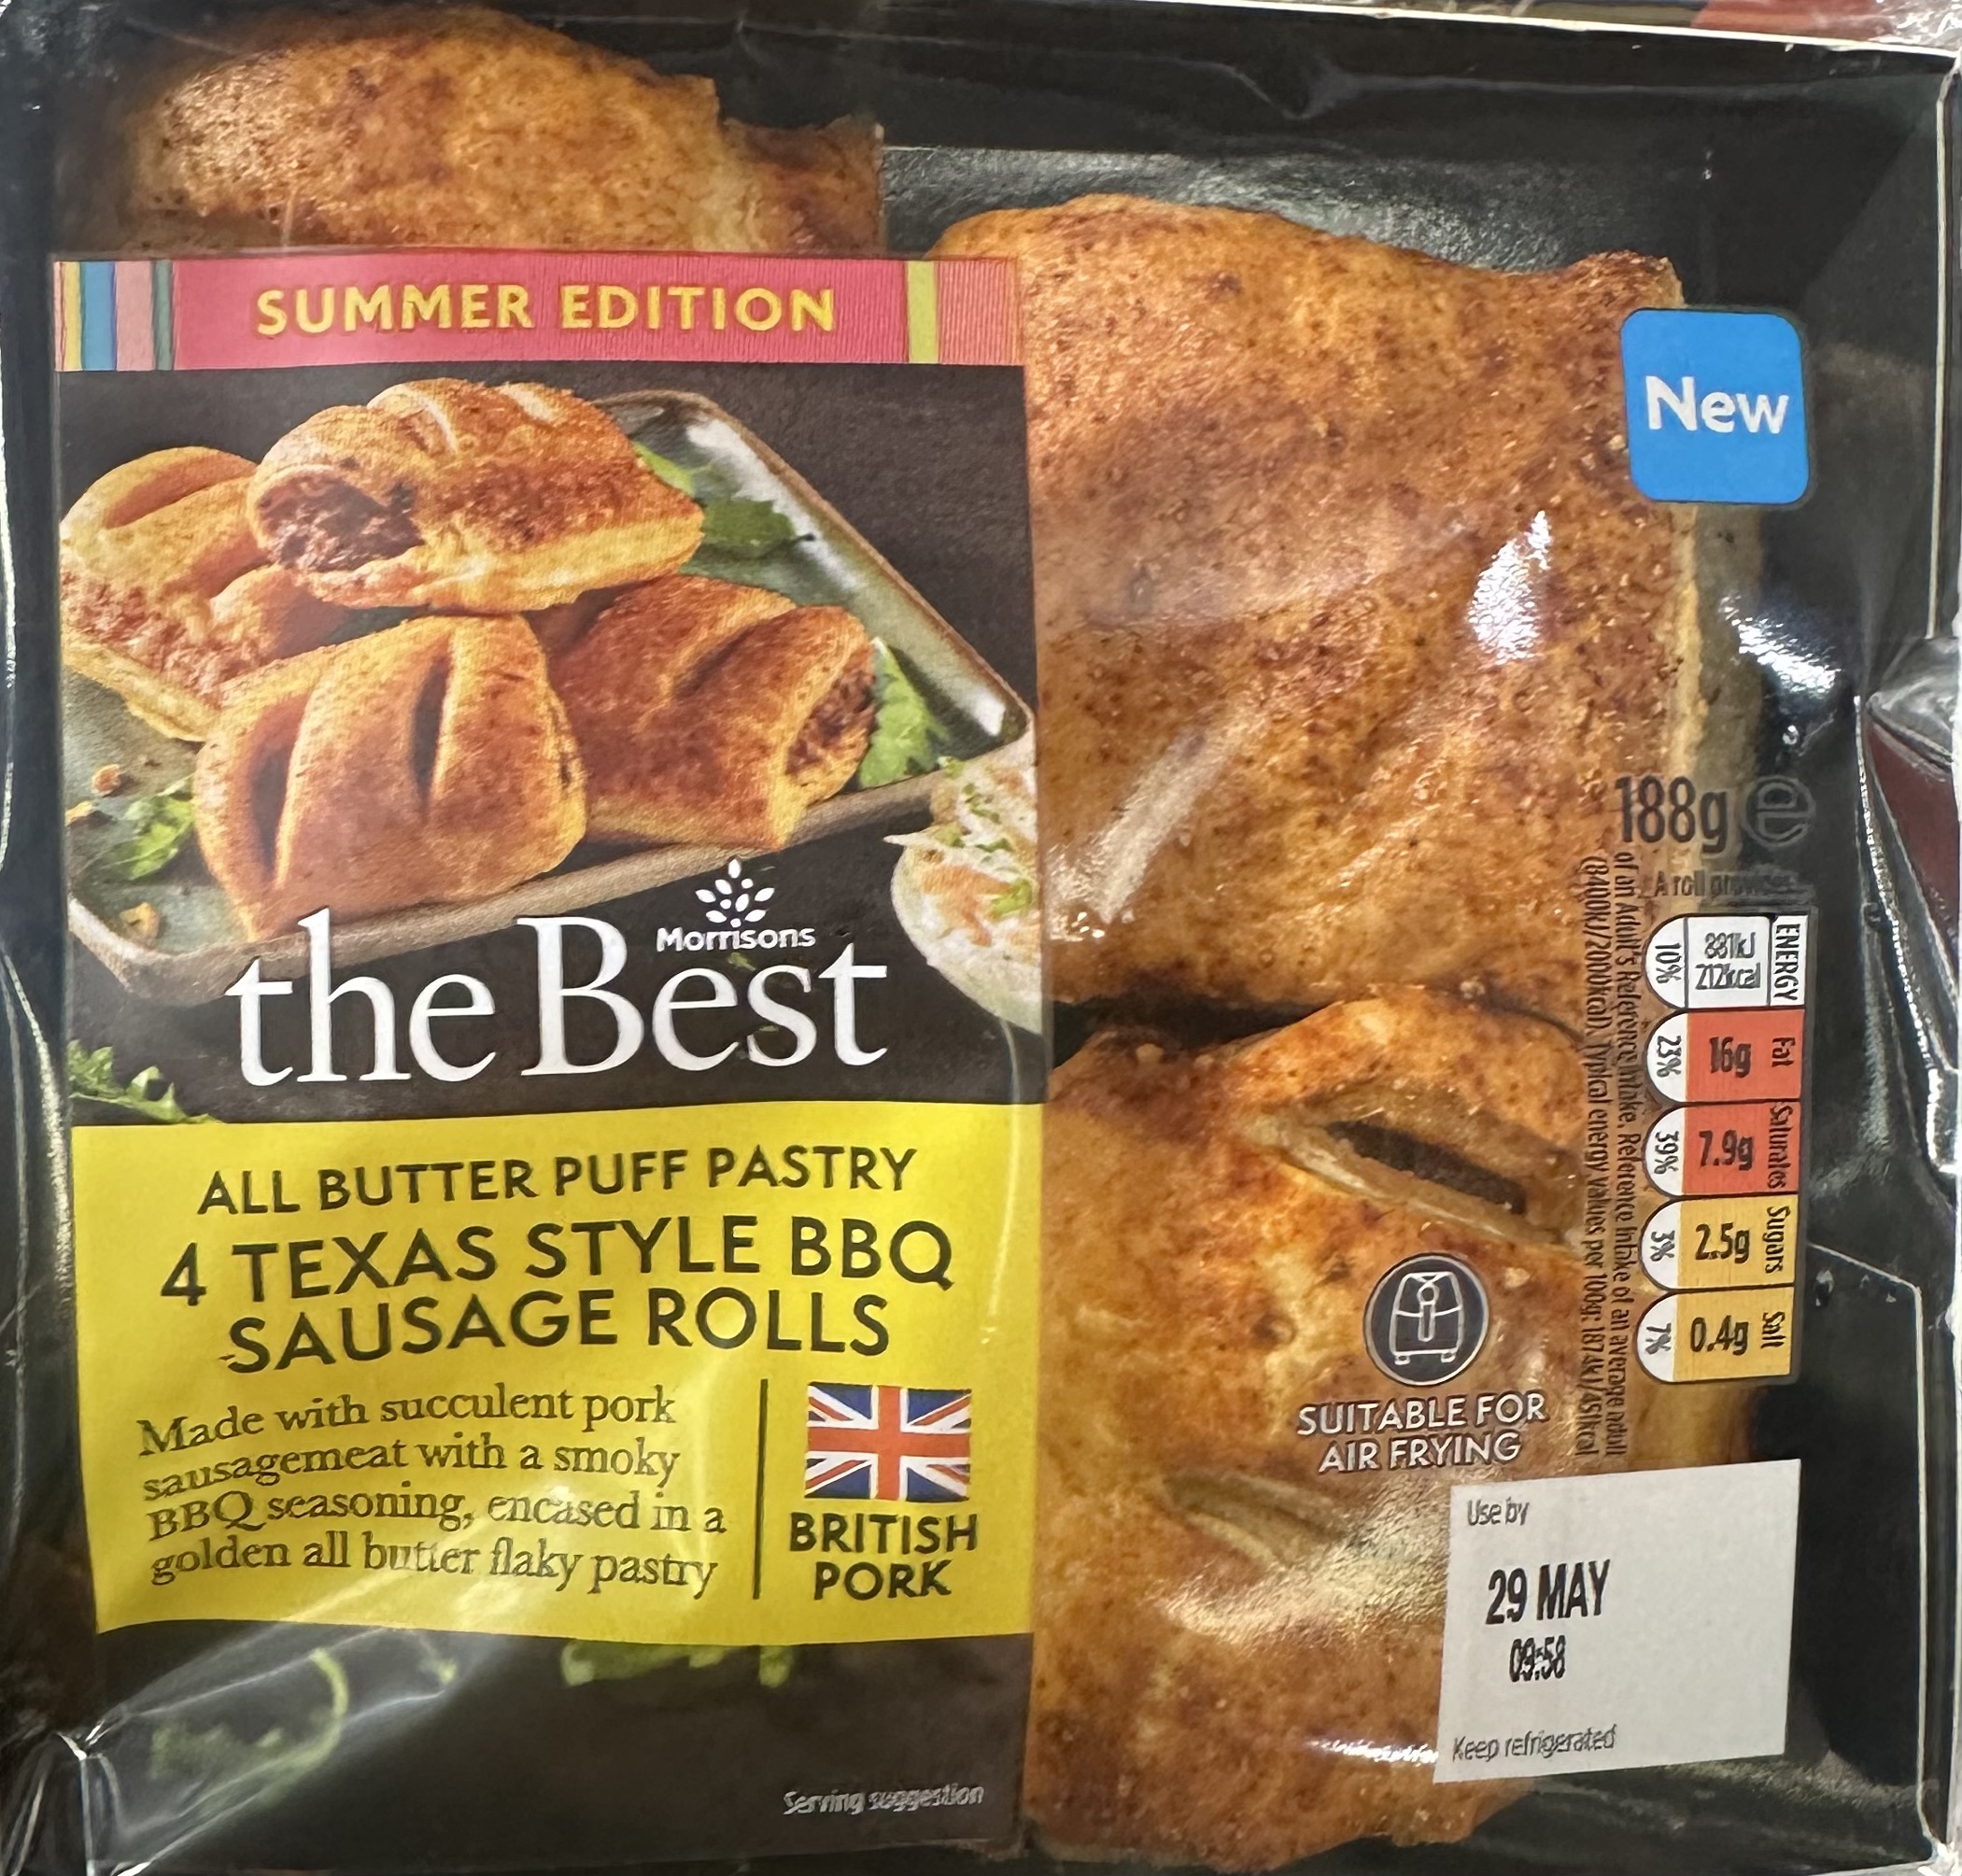 SUMMER EDITION
New
Morrisons
the Best
ALL BUTTER PUFF PASTRY
4 TEXAS STYLE BBQ
SAUSAGE ROLLS
Made with succulent pork
sausagemeat with a smoky
BBQ seasoning, encased in a
golden all butter flaky pastry
BRITISH
PORK
Serving suggestion
188g e
A roll provides
ENERGY 881kJ 212kcal 10%
Fat 16g 23%
Saturates 7.9g 39%
Sugars 2.5g 3%
Salt 0.4g 7%
of an Adult's Reference Intake. Reference Intake of an average adult
(8400kJ/2000kcal). Typical energy values per 100g: 1874kJ/451kcal
SUITABLE FOR
AIR FRYING
Use by
29 MAY
09:58
Keep refrigerated